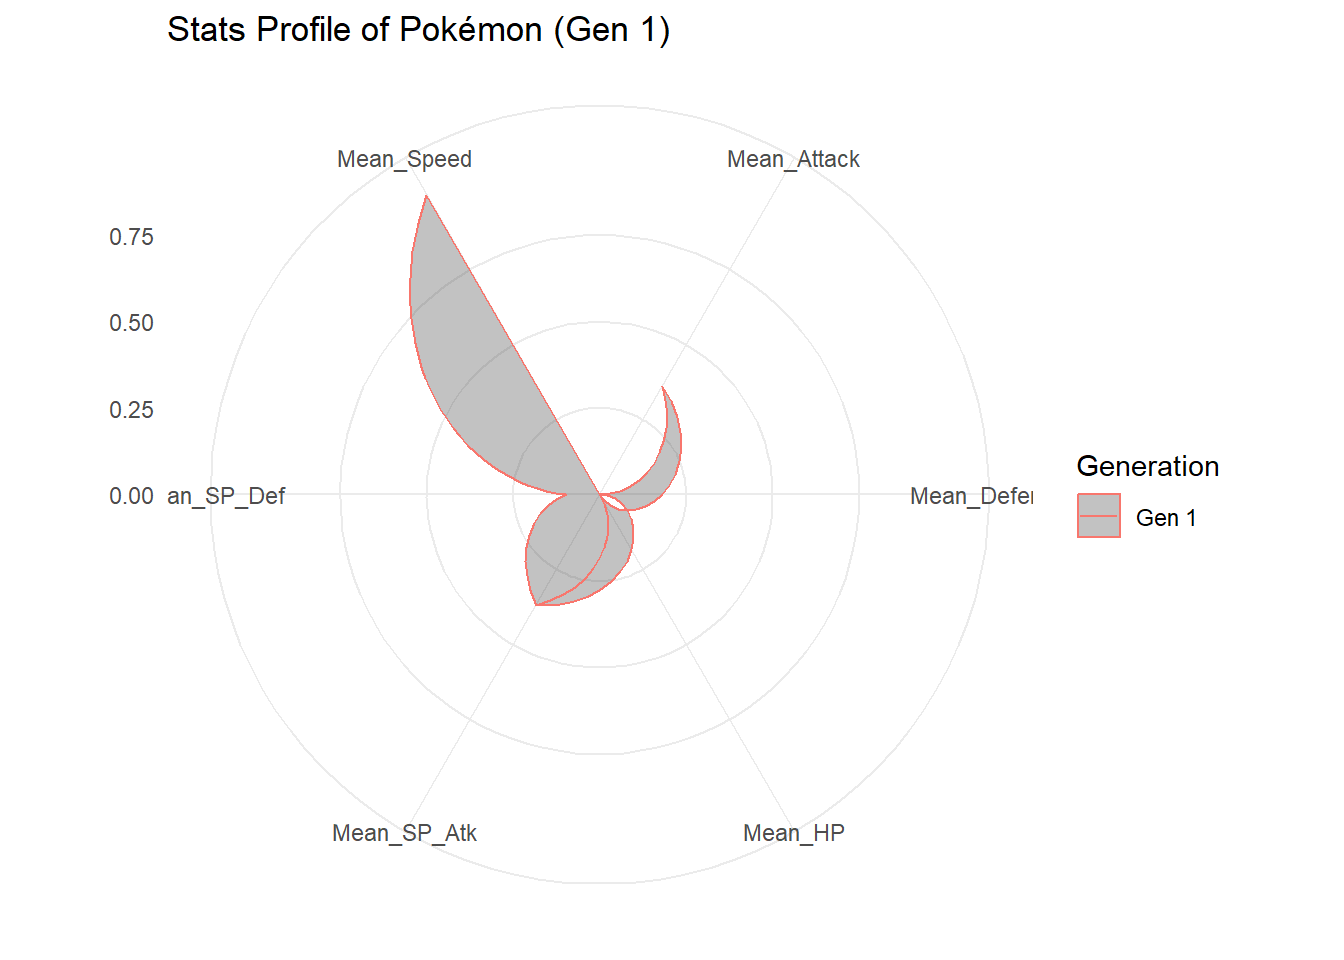 Stats Profile of Pokémon (Gen 1)
Mean_Speed
Mean_Attack
0.75
0.50
0.25
0.00
an_SP_Def
Mean_Defer
Generation
Gen 1
Mean_SP_Atk
Mean_HP